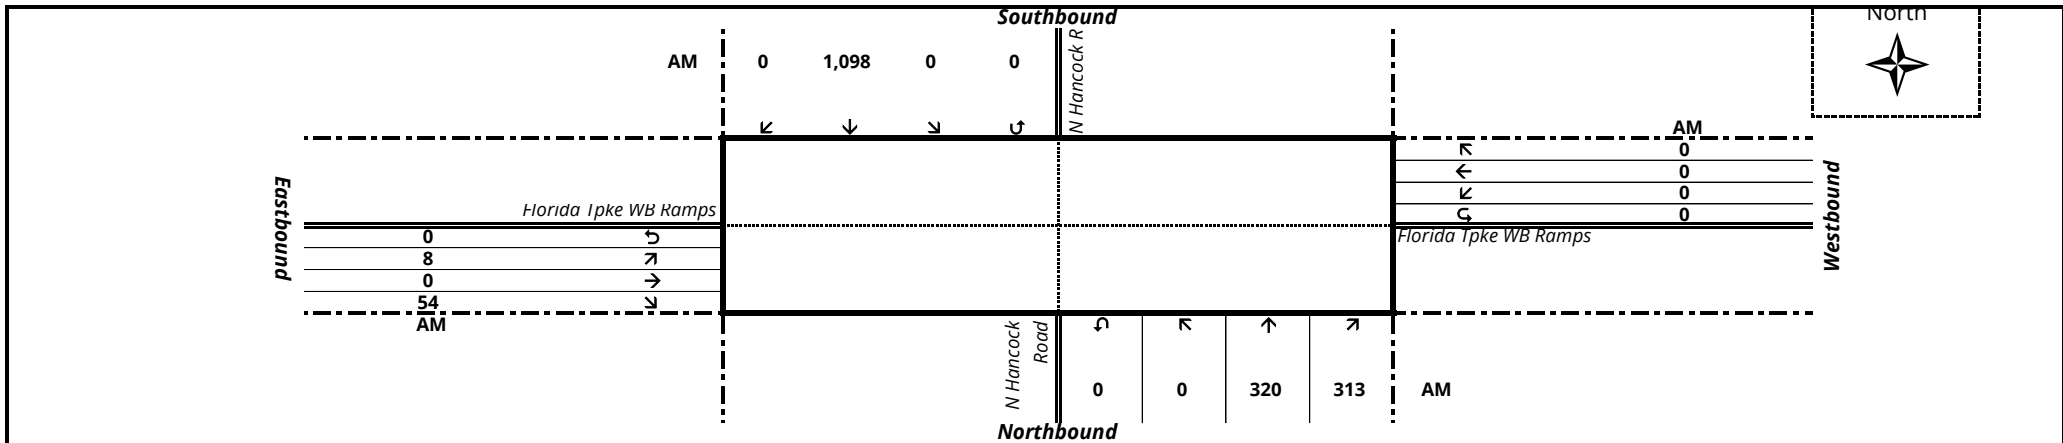 Southbound
North
AM 0 1,098 0 0
N Hancock R
AM
0
0
0
0
Eastbound
Westbound
Florida Tpke WB Ramps
Florida Tpke WB Ramps
0
8
0
54
AM
N Hancock
Road
0 0 320 313 AM
Northbound